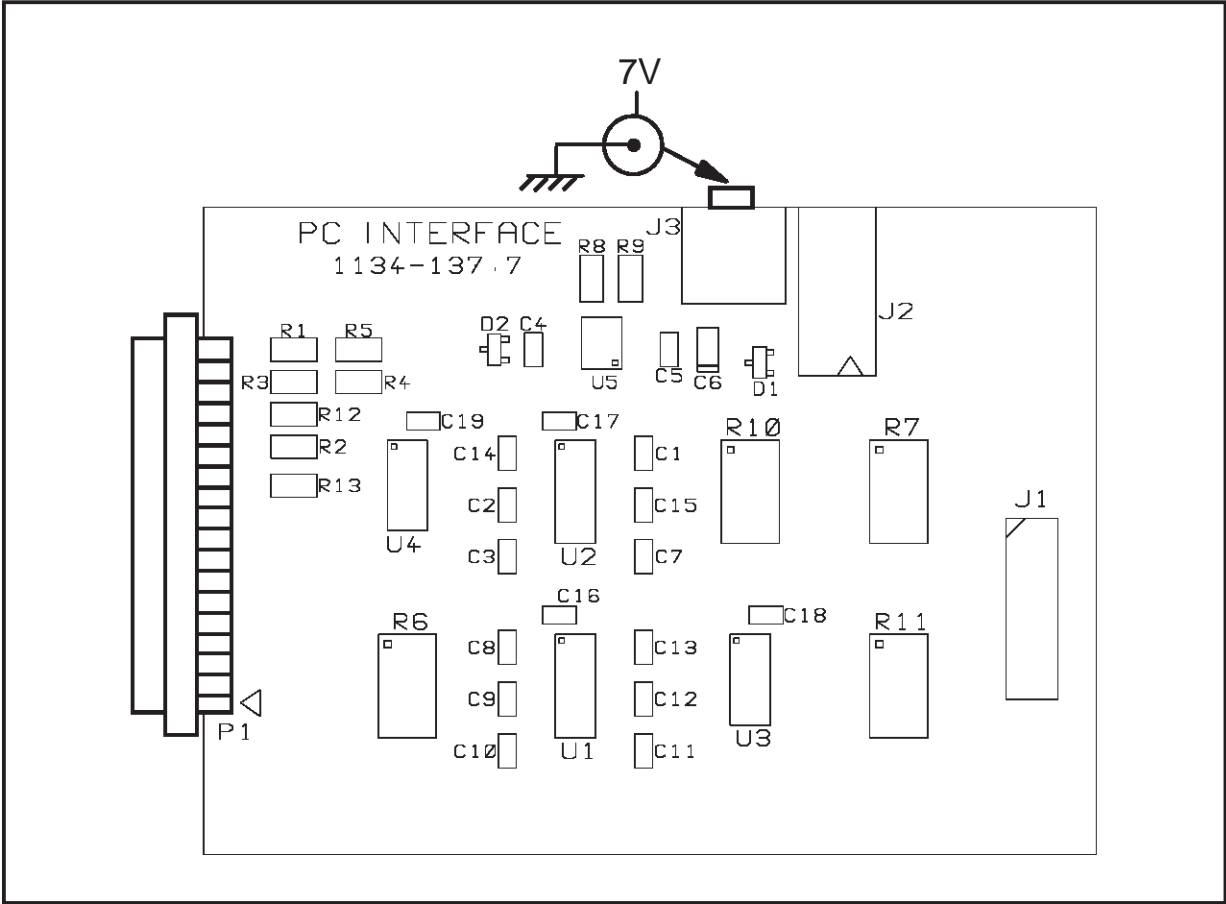 7V
PC INTERFACE
1134-137.7
J3
R8 R9
J2
D2 C4
U5
C5 C6
D1
R1 R5
R3 R4
R12
R2
R13
C19 C17
R10 R7
C14 C1
C2 C15
C3 C7
U4 U2
J1
C16
C18
R6 R11
C8 C13
C9 C12
C10 C11
U1 U3
P1